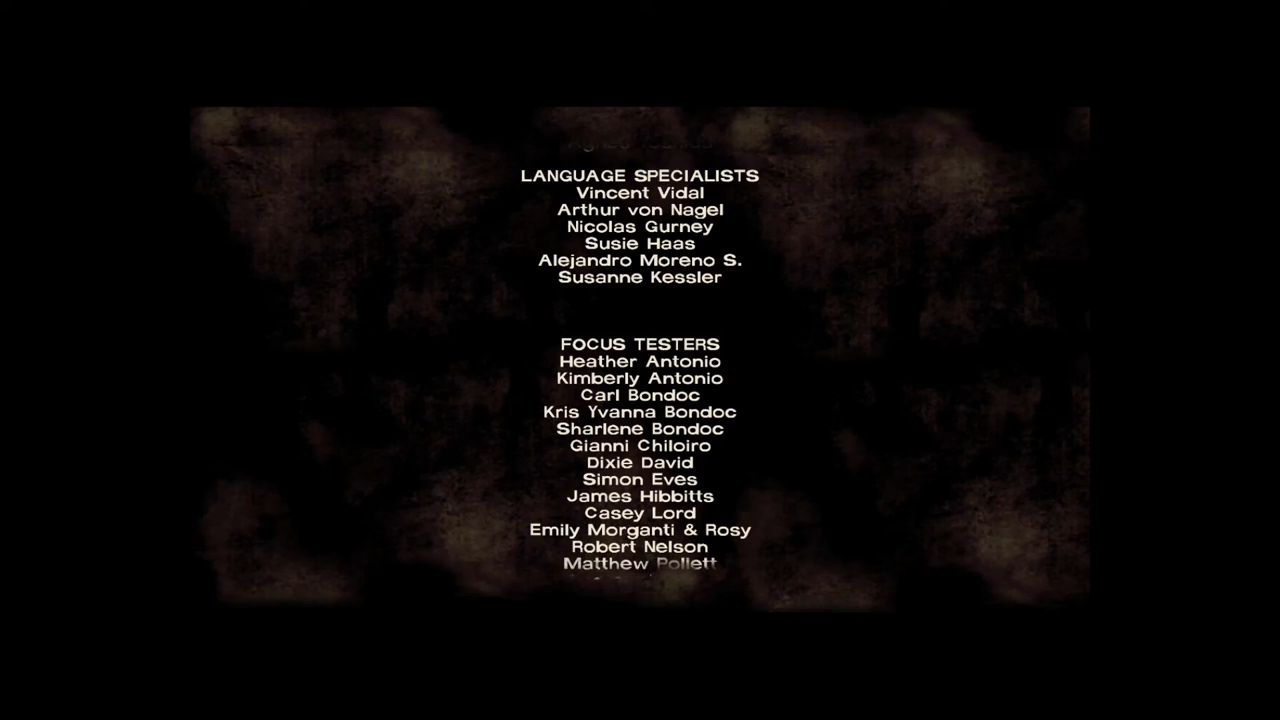 LANGUAGE SPECIALISTS
Vincent Vidal
Arthur von Nagel
Nicolas Gurney
Susie Haas
Alejandro Moreno S.
Susanne Kessler
FOCUS TESTERS
Heather Antonio
Kimberly Antonio
Carl Bondoc
Kris Yvanna Bondoc
Sharlene Bondoc
Gianni Chiloiro
Dixie David
Simon Eves
James Hibbitts
Casey Lord
Emily Morganti & Rosy
Robert Nelson
Matthew Pollett